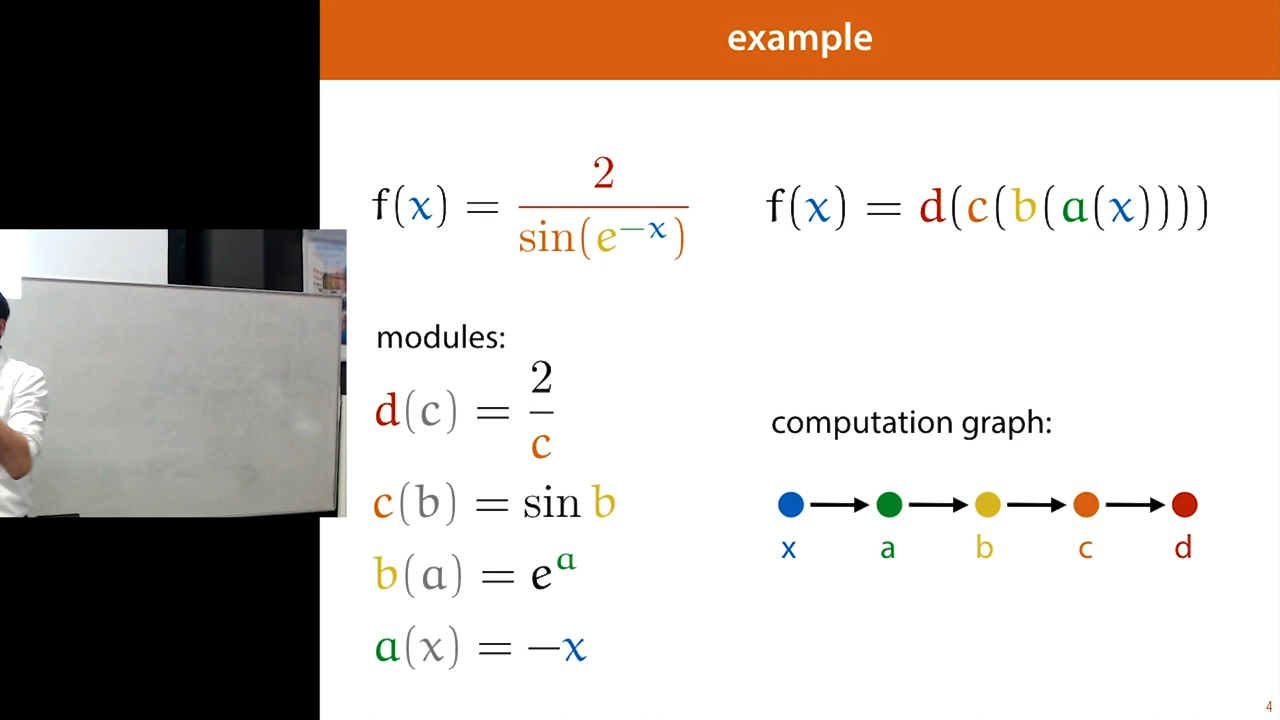 example
f(x) = 2 / sin(e^{-x})
f(x) = d(c(b(a(x))))
modules:
d(c) = 2 / c
c(b) = sin b
b(a) = e^a
a(x) = −x
computation graph:
x a b c d
4